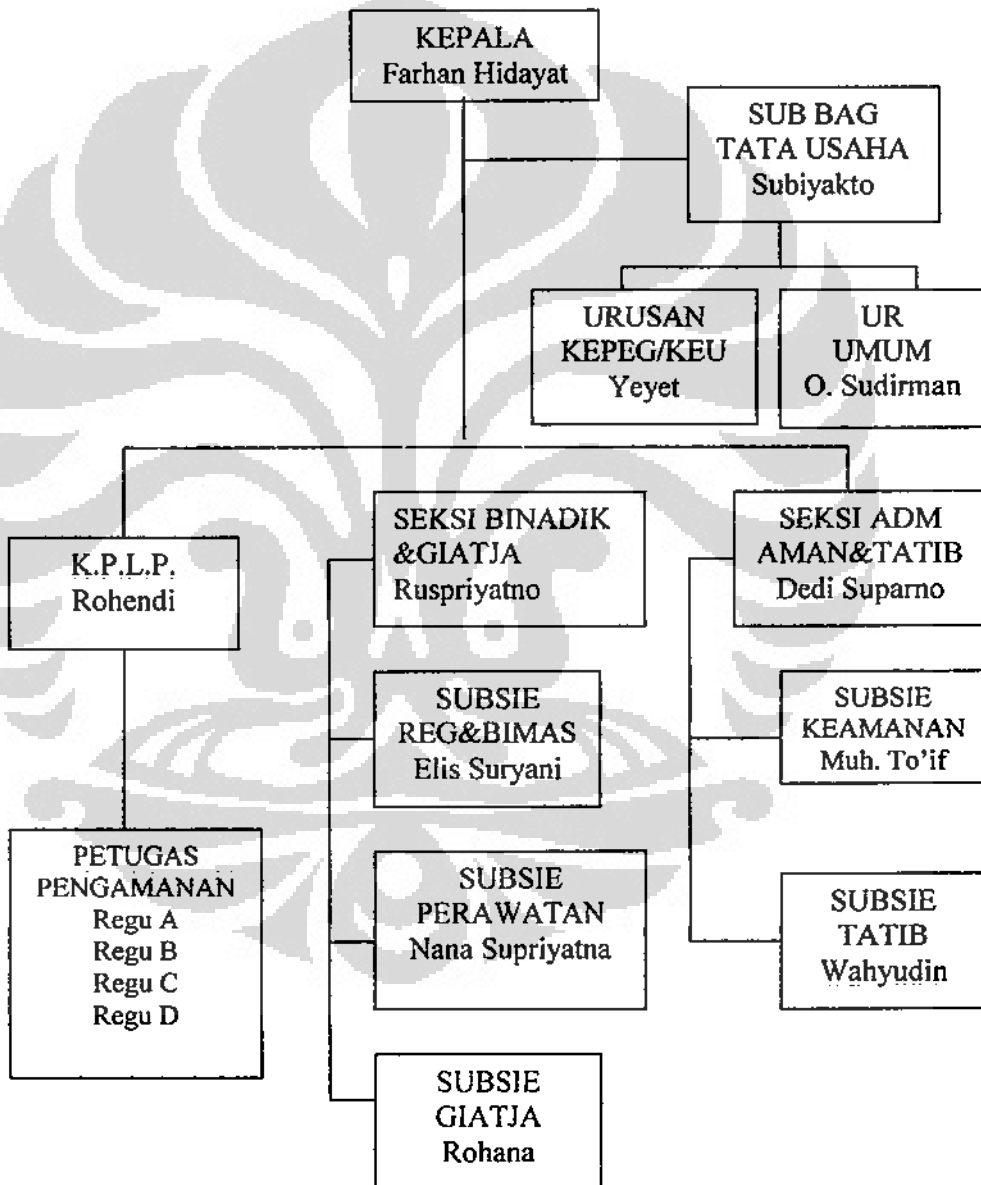 KEPALA
Farhan Hidayat
SUB BAG
TATA USAHA
Subiyakto
URUSAN
KEPEG/KEU
Yeyet
UR
UMUM
O. Sudirman
K.P.L.P.
Rohendi
SEKSI BINADIK
&GIATJA
Ruspriyatno
SEKSI ADM
AMAN&TATIB
Dedi Suparno
SUBSIE
REG&BIMAS
Elis Suryani
SUBSIE
KEAMANAN
Muh. To'if
PETUGAS
PENGAMANAN
Regu A
Regu B
Regu C
Regu D
SUBSIE
PERAWATAN
Nana Supriyatna
SUBSIE
TATIB
Wahyudin
SUBSIE
GIATJA
Rohana